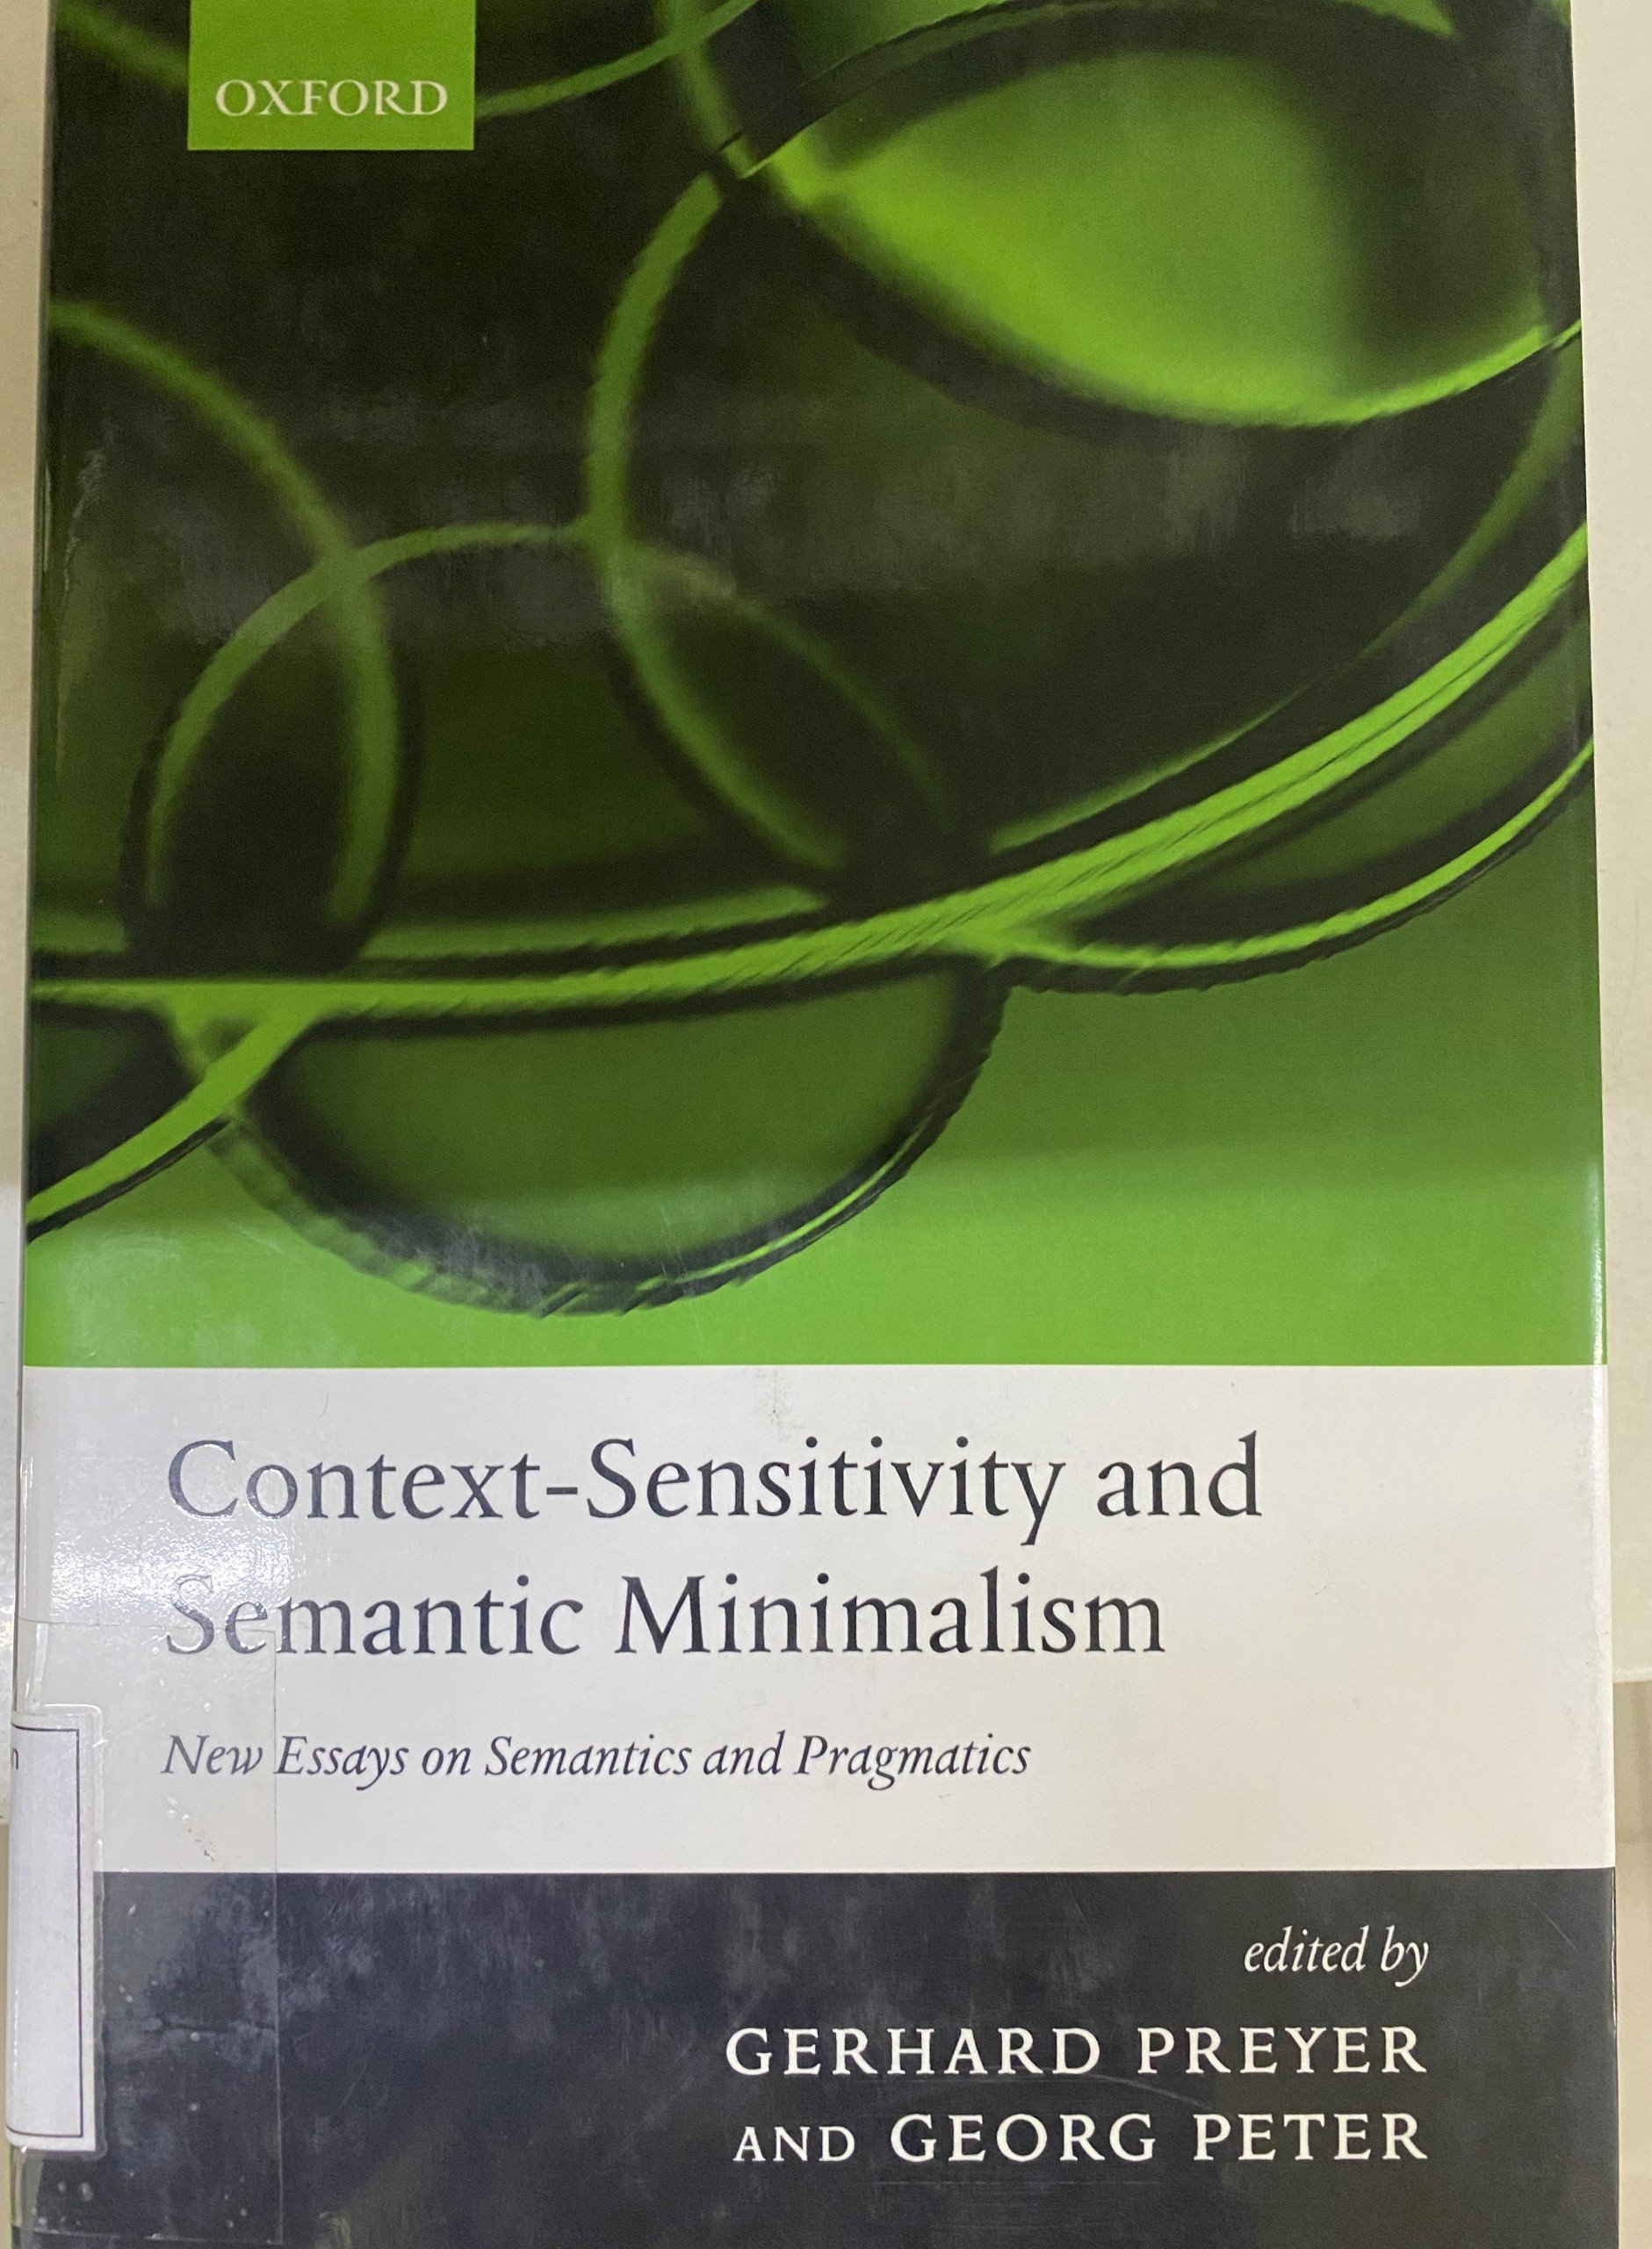 OXFORD
Context-Sensitivity and
Semantic Minimalism
New Essays on Semantics and Pragmatics
edited by
GERHARD PREYER
AND GEORG PETER